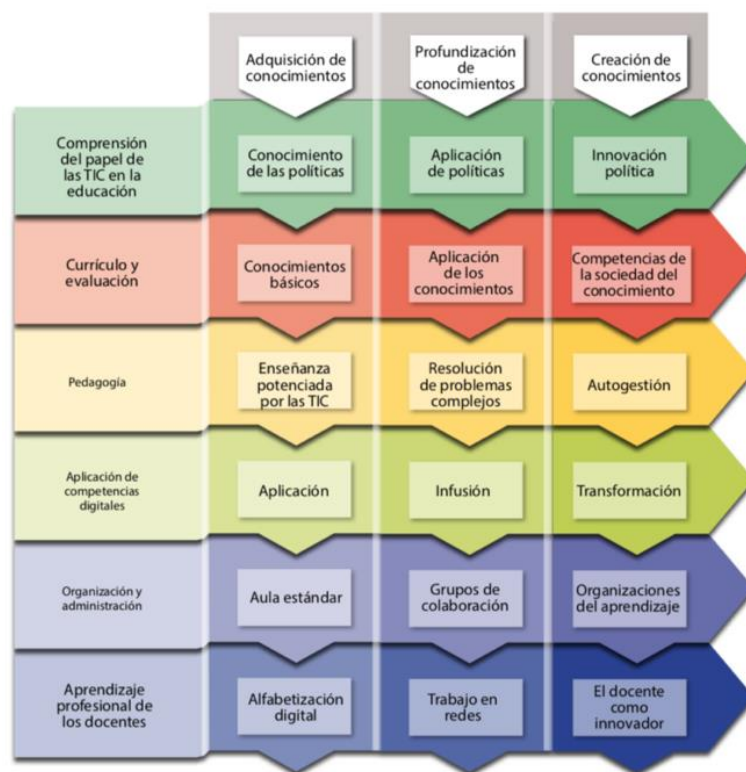 Adquisición de
conocimientos
Profundización
de
conocimientos
Creación de
conocimientos
Comprensión
del papel de
las TIC en la
educación
Conocimiento
de las políticas
Aplicación
de políticas
Innovación
política
Currículo y
evaluación
Conocimientos
básicos
Aplicación
de los
conocimientos
Competencias de
la sociedad del
conocimiento
Pedagogía
Enseñanza
potenciada
por las TIC
Resolución
de problemas
complejos
Autogestión
Aplicación de
competencias
digitales
Aplicación
Infusión
Transformación
Organización y
administración
Aula estándar
Grupos de
colaboración
Organizaciones
del aprendizaje
Aprendizaje
profesional de
los docentes
Alfabetización
digital
Trabajo en
redes
El docente
como
innovador